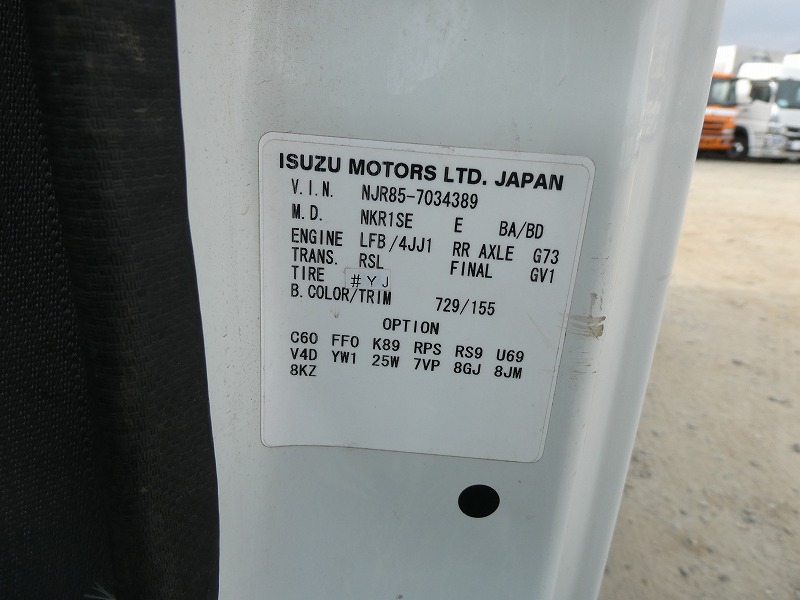 ISUZU MOTORS LTD. JAPAN
V.I.N. NJR85-7034389
M.D. NKR1SE E BA/BD
ENGINE LFB/4JJ1 RR AXLE G73
TRANS. RSL FINAL GV1
TIRE #YJ
B.COLOR/TRIM 729/155
OPTION
C60 FF0 K89 RPS RS9 U69
V4D YW1 25W 7VP 8GJ 8JM
8KZ